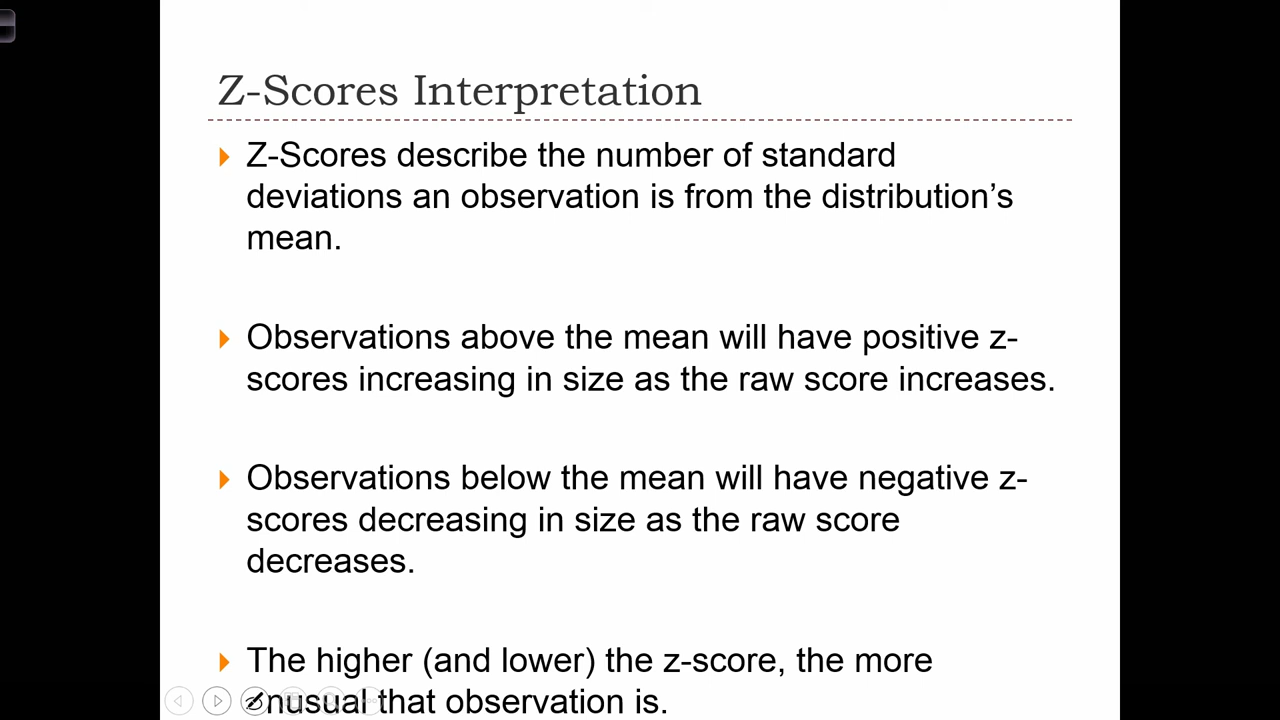 Z-Scores Interpretation
Z-Scores describe the number of standard
deviations an observation is from the distribution’s
mean.
Observations above the mean will have positive z-
scores increasing in size as the raw score increases.
Observations below the mean will have negative z-
scores decreasing in size as the raw score
decreases.
The higher (and lower) the z-score, the more
unusual that observation is.